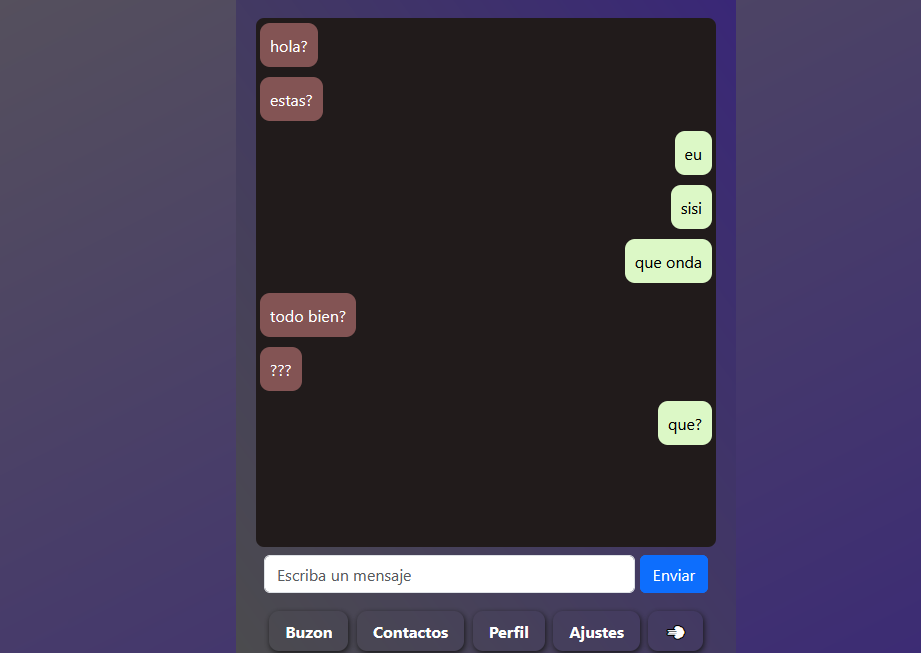 hola?
estas?
eu
sisi
que onda
todo bien?
???
que?
Escriba un mensaje
Enviar
Buzon Contactos Perfil Ajustes